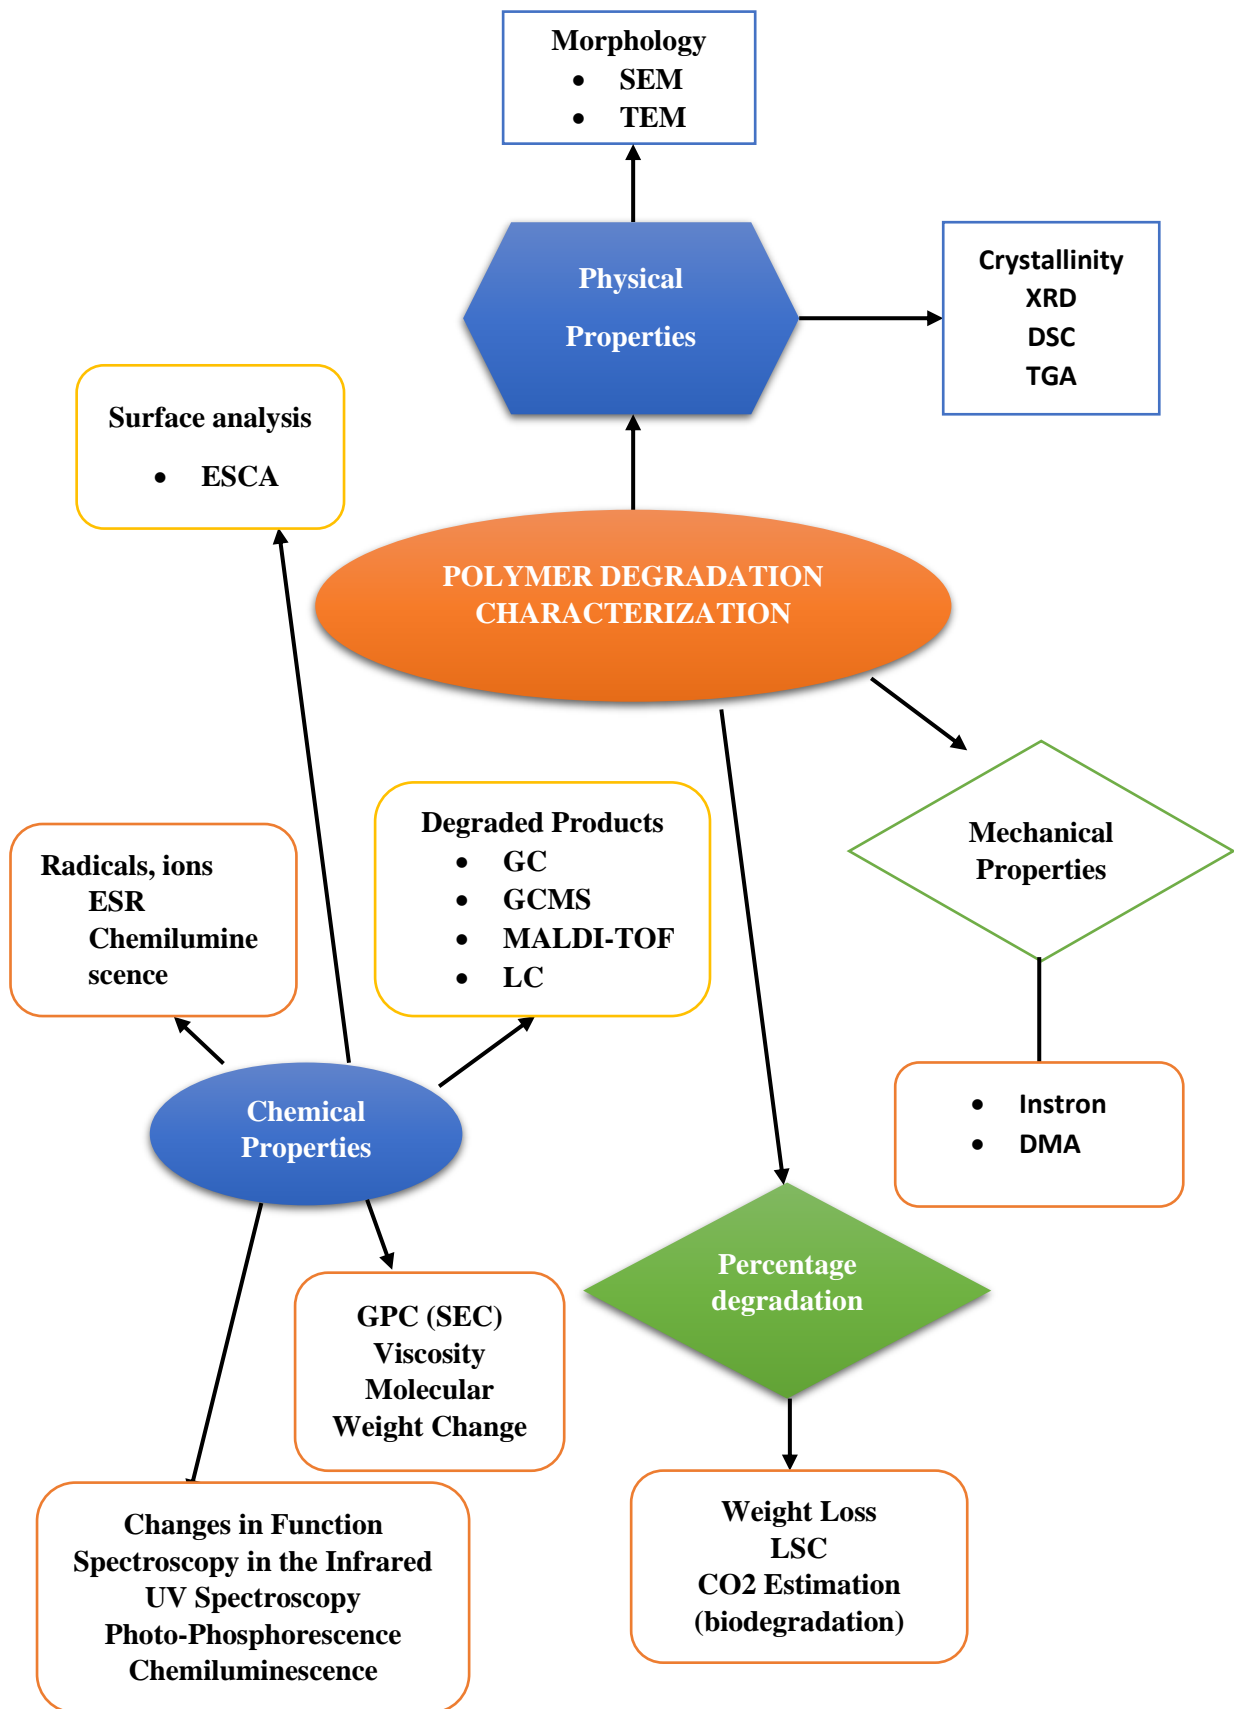 Morphology
• SEM
• TEM
Physical
Properties
Crystallinity
XRD
DSC
TGA
Surface analysis
• ESCA
POLYMER DEGRADATION
CHARACTERIZATION
Mechanical
Properties
Degraded Products
• GC
• GCMS
• MALDI-TOF
• LC
Radicals, ions
ESR
Chemilumine
scence
Chemical
Properties
• Instron
• DMA
Percentage
degradation
GPC (SEC)
Viscosity
Molecular
Weight Change
Changes in Function
Spectroscopy in the Infrared
UV Spectroscopy
Photo-Phosphorescence
Chemiluminescence
Weight Loss
LSC
CO2 Estimation
(biodegradation)